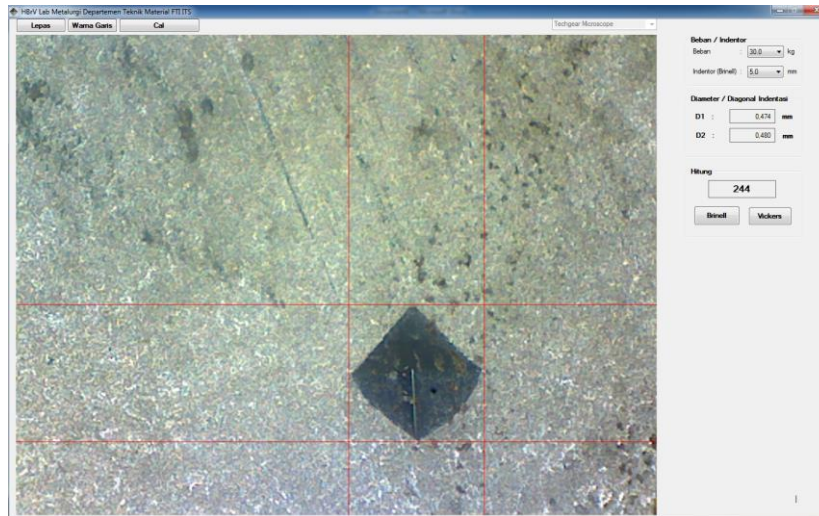 HBrV Lab Metalurgi Departemen Teknik Material FTI ITS
Lepas Warna Garis Cal Techgear Microscope
Beban / Indentor
Beban : 30.0 kg
Indentor (Brinell) : 5.0 mm
Diameter / Diagonal Indentasi
D1 : 0,474 mm
D2 : 0,480 mm
Hitung
244
Brinell Vickers